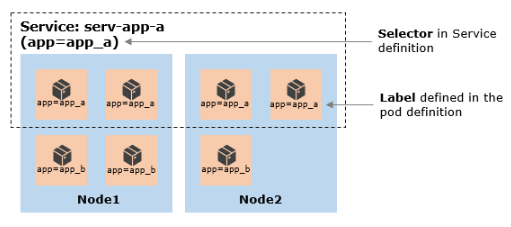 Service: serv-app-a
(app=app_a)
Selector in Service
definition
app=app_a app=app_a app=app_a app=app_a
Label defined in the
pod definition
app=app_b app=app_b app=app_b
Node1 Node2